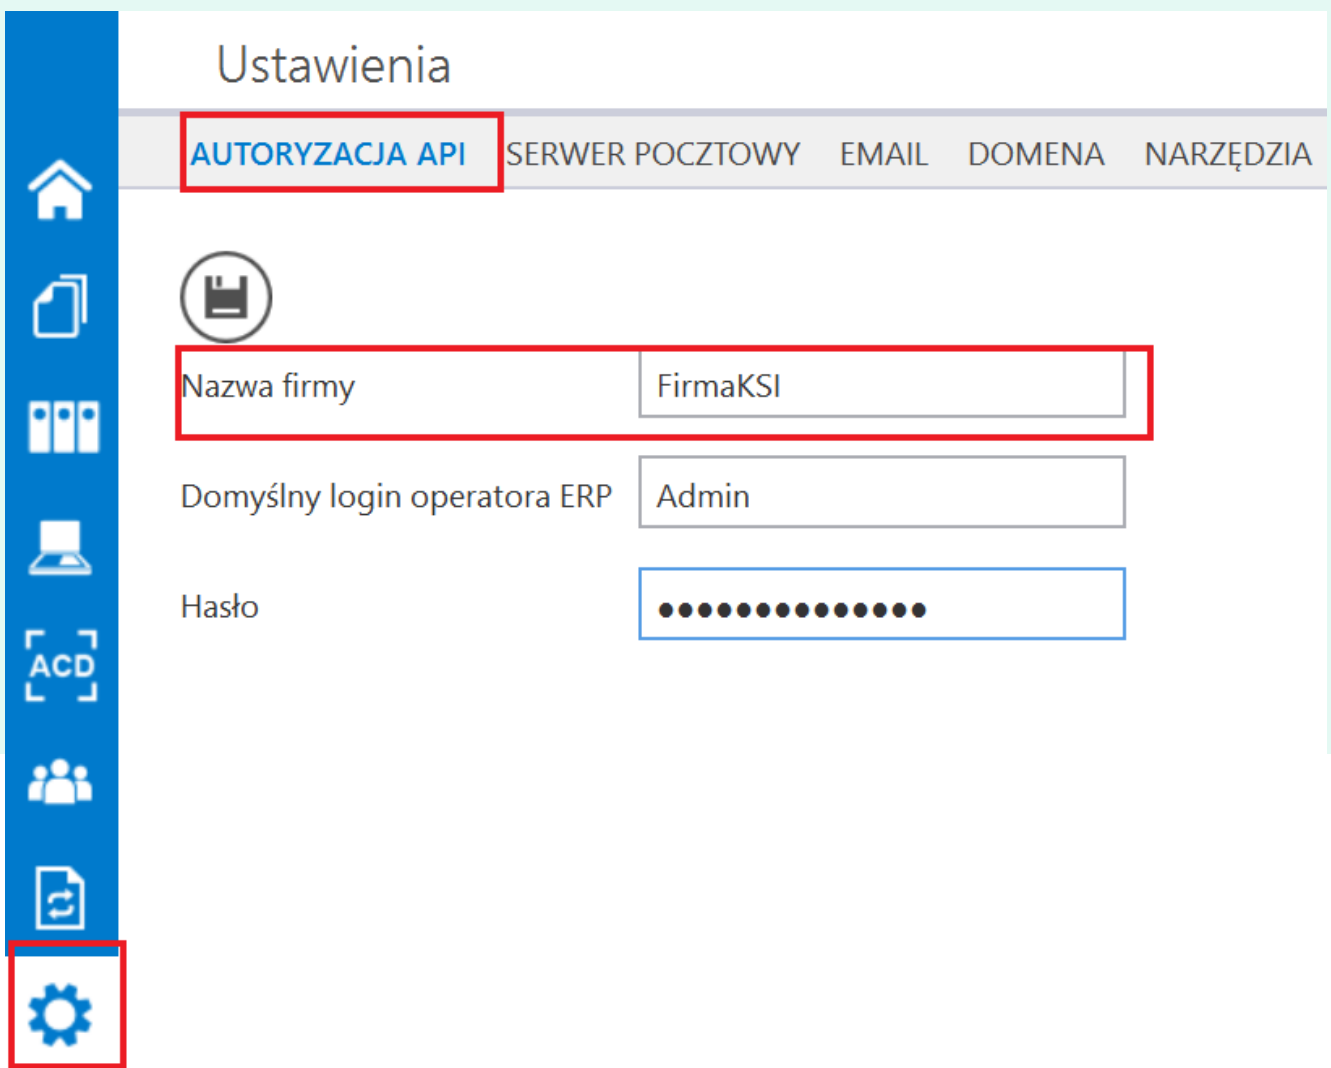 Ustawienia
AUTORYZACJA API SERWER POCZTOWY EMAIL DOMENA NARZĘDZIA
Nazwa firmy FirmaKSI
Domyślny login operatora ERP Admin
Hasło ●●●●●●●●●●●●●●
ACD